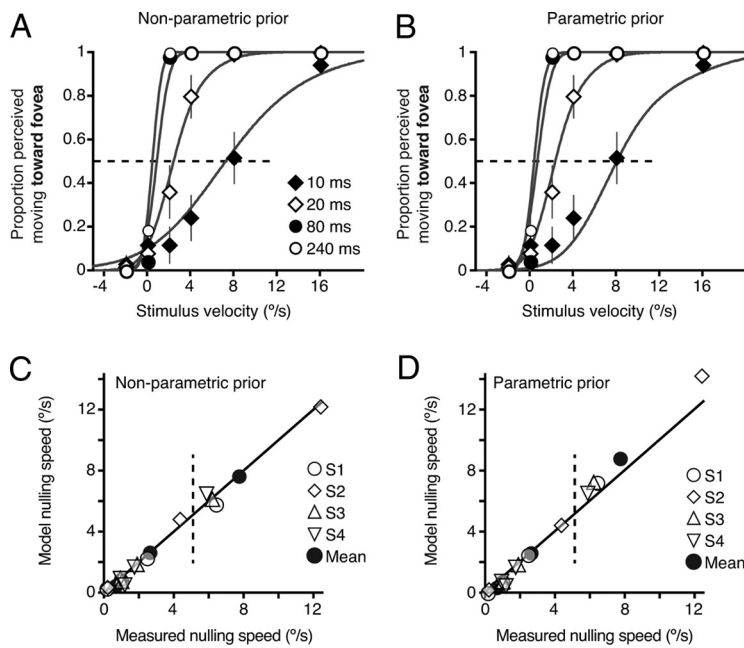 A
Non-parametric prior
Proportion perceived
moving toward fovea
1
0.8
0.6
0.4
0.2
0
-4 0 4 8 12 16
Stimulus velocity (º/s)
10 ms
20 ms
80 ms
240 ms
B
Parametric prior
Proportion perceived
moving toward fovea
1
0.8
0.6
0.4
0.2
0
-4 0 4 8 12 16
Stimulus velocity (º/s)
C
Non-parametric prior
Model nulling speed (º/s)
12
8
4
0
0 4 8 12
Measured nulling speed (º/s)
S1
S2
S3
S4
Mean
D
Parametric prior
Model nulling speed (º/s)
12
8
4
0
0 4 8 12
Measured nulling speed (º/s)
S1
S2
S3
S4
Mean